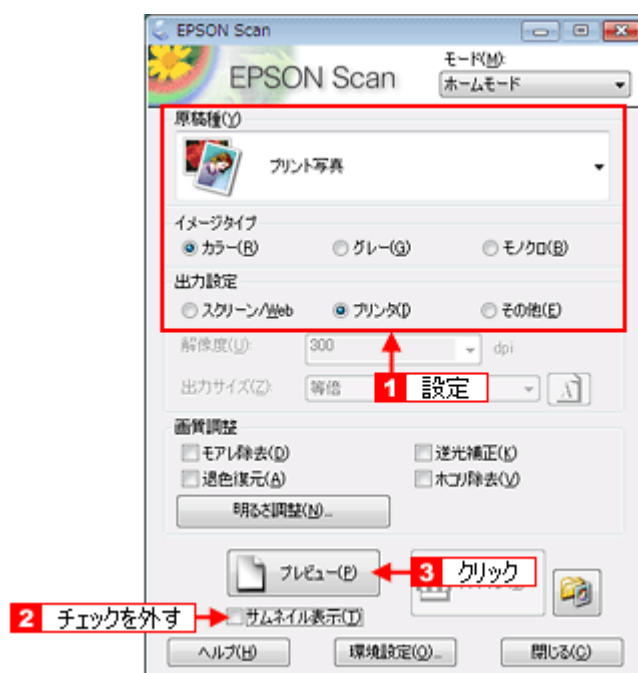 EPSON Scan
EPSON Scan
モード(M):
ホームモード
原稿種(Y)
プリント写真
イメージタイプ
カラー(R) グレー(G) モノクロ(B)
出力設定
スクリーン/Web プリンタ(I) その他(E)
解像度(U): 300 dpi
出力サイズ(Z): 等倍
1 設定
画質調整
モアレ除去(D) 逆光補正(K)
退色復元(A) ホコリ除去(V)
明るさ調整(N)...
プレビュー(P) 3 クリック
2 チェックを外す サムネイル表示(T)
ヘルプ(H) 環境設定(O)... 閉じる(C)